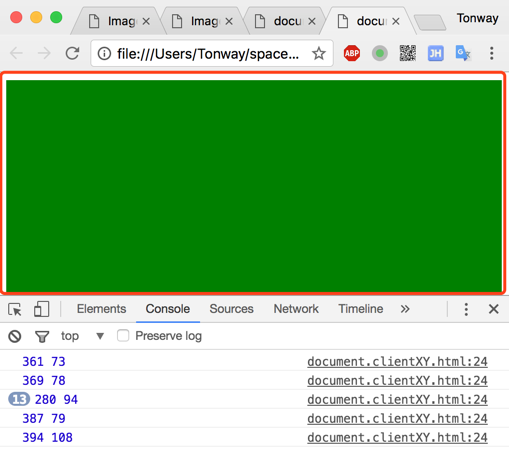 Imag Imag docu docu Tonway
file:///Users/Tonway/space... ABP JH G
Elements Console Sources Network Timeline »
top Preserve log
361 73 document.clientXY.html:24
369 78 document.clientXY.html:24
13 280 94 document.clientXY.html:24
387 79 document.clientXY.html:24
394 108 document.clientXY.html:24